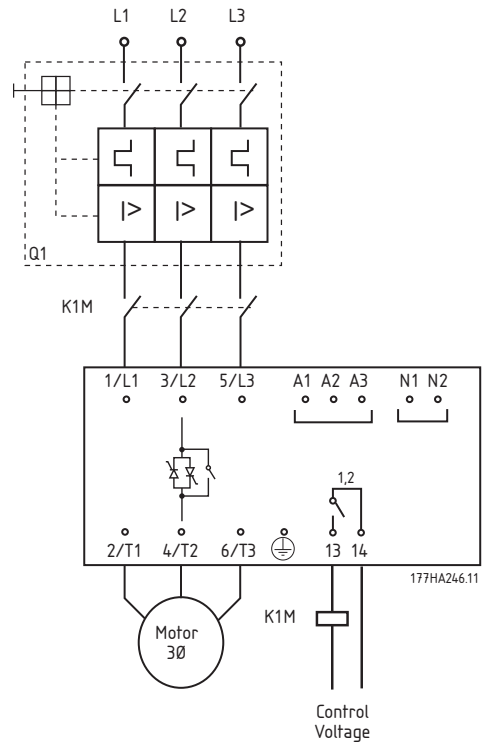 L1 L2 L3
Q1
K1M
1/L1 3/L2 5/L3 A1 A2 A3 N1 N2
1,2
2/T1 4/T2 6/T3 13 14
177HA246.11
Motor
3Ø
K1M
Control
Voltage